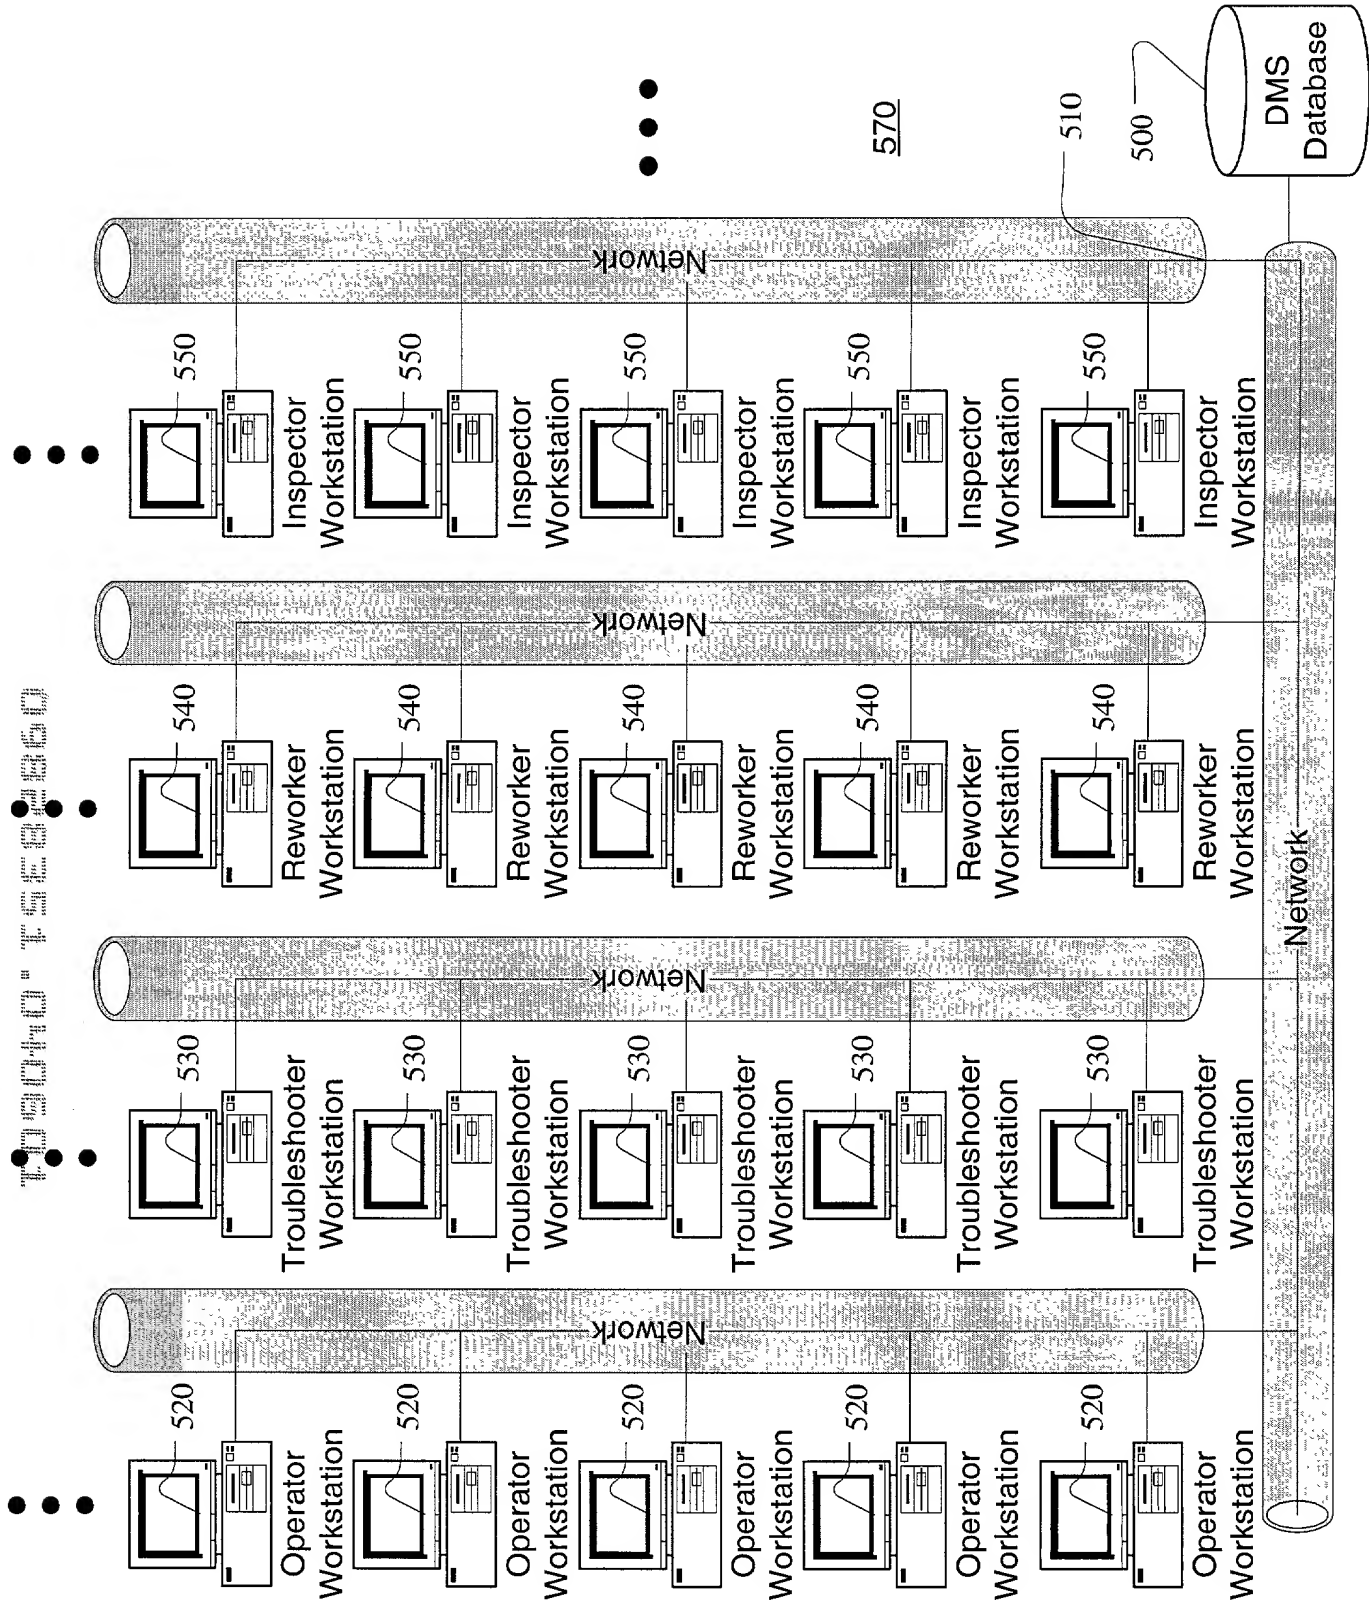 520 530 540 550
Operator Troubleshooter Reworker Inspector
Workstation Workstation Workstation Workstation
520 530 540 550
Operator Troubleshooter Reworker Inspector
Workstation Workstation Workstation Workstation
520 530 540 550
Network Network Network Network
Operator Troubleshooter Reworker Inspector
Workstation Workstation Workstation Workstation
520 530 540 550
570
Operator Troubleshooter Reworker Inspector
Workstation Workstation Workstation Workstation
520 530 540 550
510
500
Operator Troubleshooter Reworker Inspector
Workstation Workstation Workstation Workstation
Network
DMS
Database